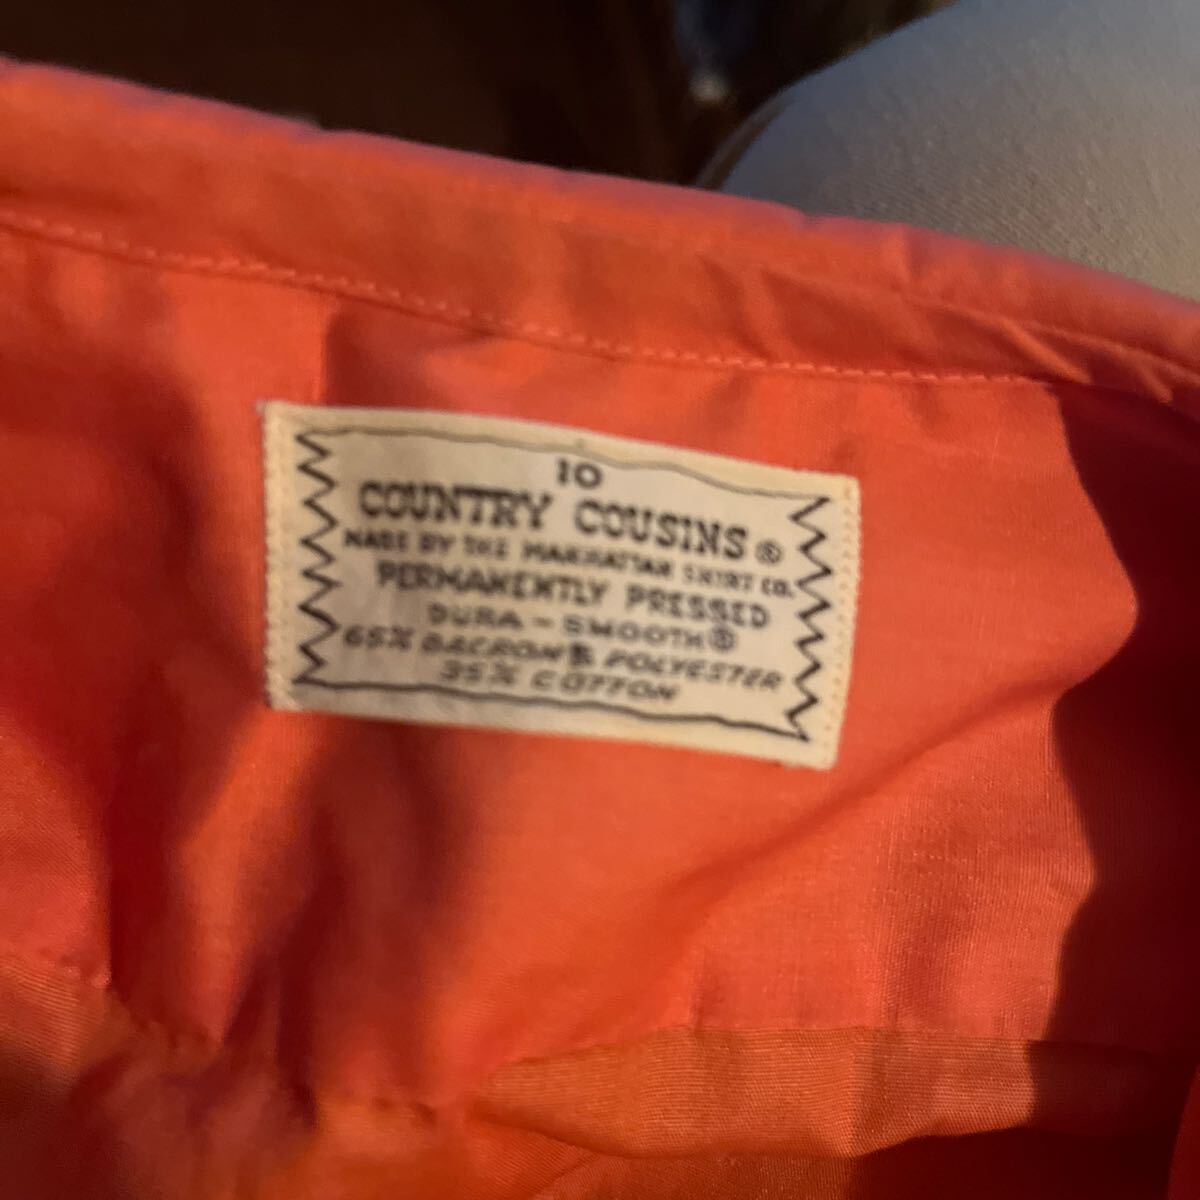 10
COUNTRY COUSINS ®
MADE BY THE MANHATTAN SHIRT CO.
PERMANENTLY PRESSED
DURA - SMOOTH ®
65% DACRON ® POLYESTER
35% COTTON